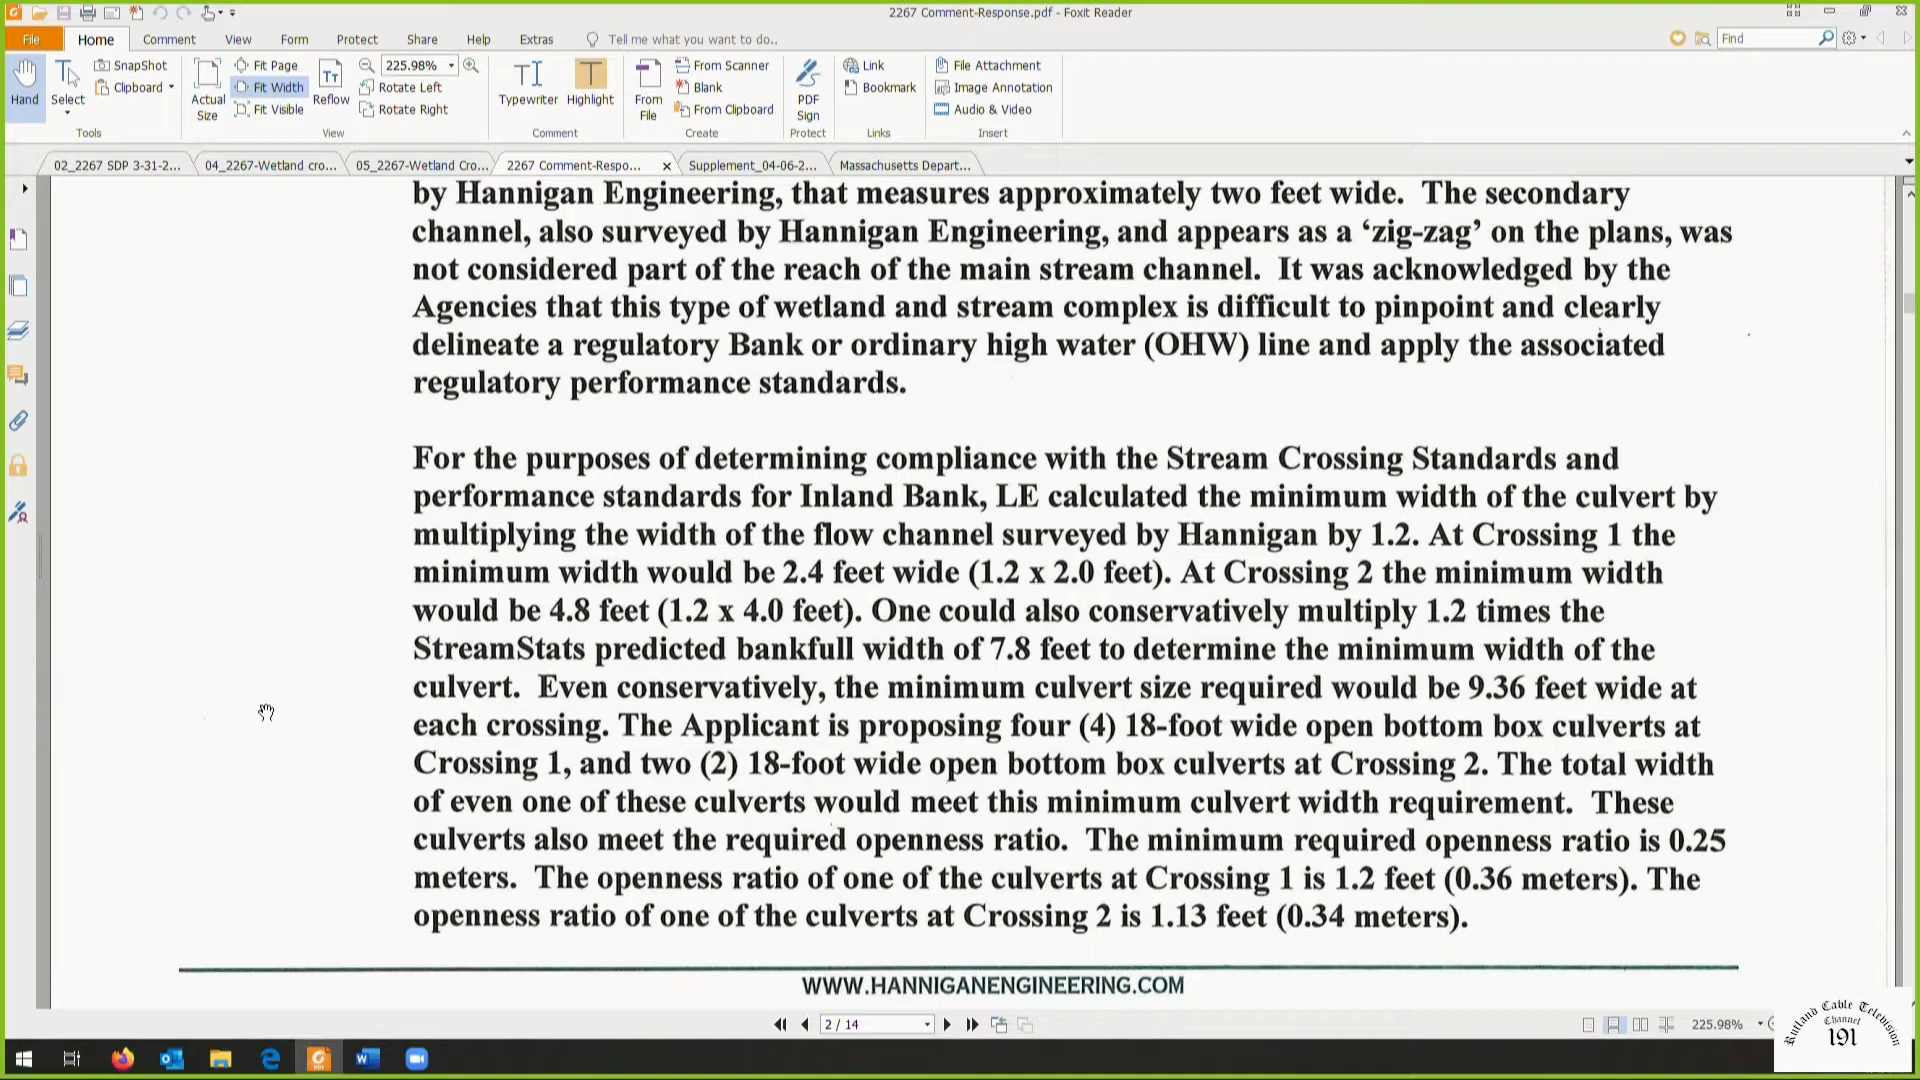 2267 Comment-Response.pdf - Foxit Reader
File Home Comment View Form Protect Share Help Extras Tell me what you want to do.. Find
Hand
Select
SnapShot
Clipboard
Tools
Actual Size
Fit Page
Fit Width
Fit Visible
Reflow
225.98%
Rotate Left
Rotate Right
View
Typewriter
Highlight
Comment
From File
From Scanner
Blank
From Clipboard
Create
PDF Sign
Protect
Link
Bookmark
Links
File Attachment
Image Annotation
Audio & Video
Insert
02_2267 SDP 3-31-2... 04_2267-Wetland cro... 05_2267-Wetland Cro... 2267 Comment-Respo... Supplement_04-06-2... Massachusetts Depart...
by Hannigan Engineering, that measures approximately two feet wide. The secondary
channel, also surveyed by Hannigan Engineering, and appears as a ‘zig-zag’ on the plans, was
not considered part of the reach of the main stream channel. It was acknowledged by the
Agencies that this type of wetland and stream complex is difficult to pinpoint and clearly
delineate a regulatory Bank or ordinary high water (OHW) line and apply the associated
regulatory performance standards.
For the purposes of determining compliance with the Stream Crossing Standards and
performance standards for Inland Bank, LE calculated the minimum width of the culvert by
multiplying the width of the flow channel surveyed by Hannigan by 1.2. At Crossing 1 the
minimum width would be 2.4 feet wide (1.2 x 2.0 feet). At Crossing 2 the minimum width
would be 4.8 feet (1.2 x 4.0 feet). One could also conservatively multiply 1.2 times the
StreamStats predicted bankfull width of 7.8 feet to determine the minimum width of the
culvert. Even conservatively, the minimum culvert size required would be 9.36 feet wide at
each crossing. The Applicant is proposing four (4) 18-foot wide open bottom box culverts at
Crossing 1, and two (2) 18-foot wide open bottom box culverts at Crossing 2. The total width
of even one of these culverts would meet this minimum culvert width requirement. These
culverts also meet the required openness ratio. The minimum required openness ratio is 0.25
meters. The openness ratio of one of the culverts at Crossing 1 is 1.2 feet (0.36 meters). The
openness ratio of one of the culverts at Crossing 2 is 1.13 feet (0.34 meters).
WWW.HANNIGANENGINEERING.COM
2 / 14
225.98%
Rutland Cable Television
Channel
191